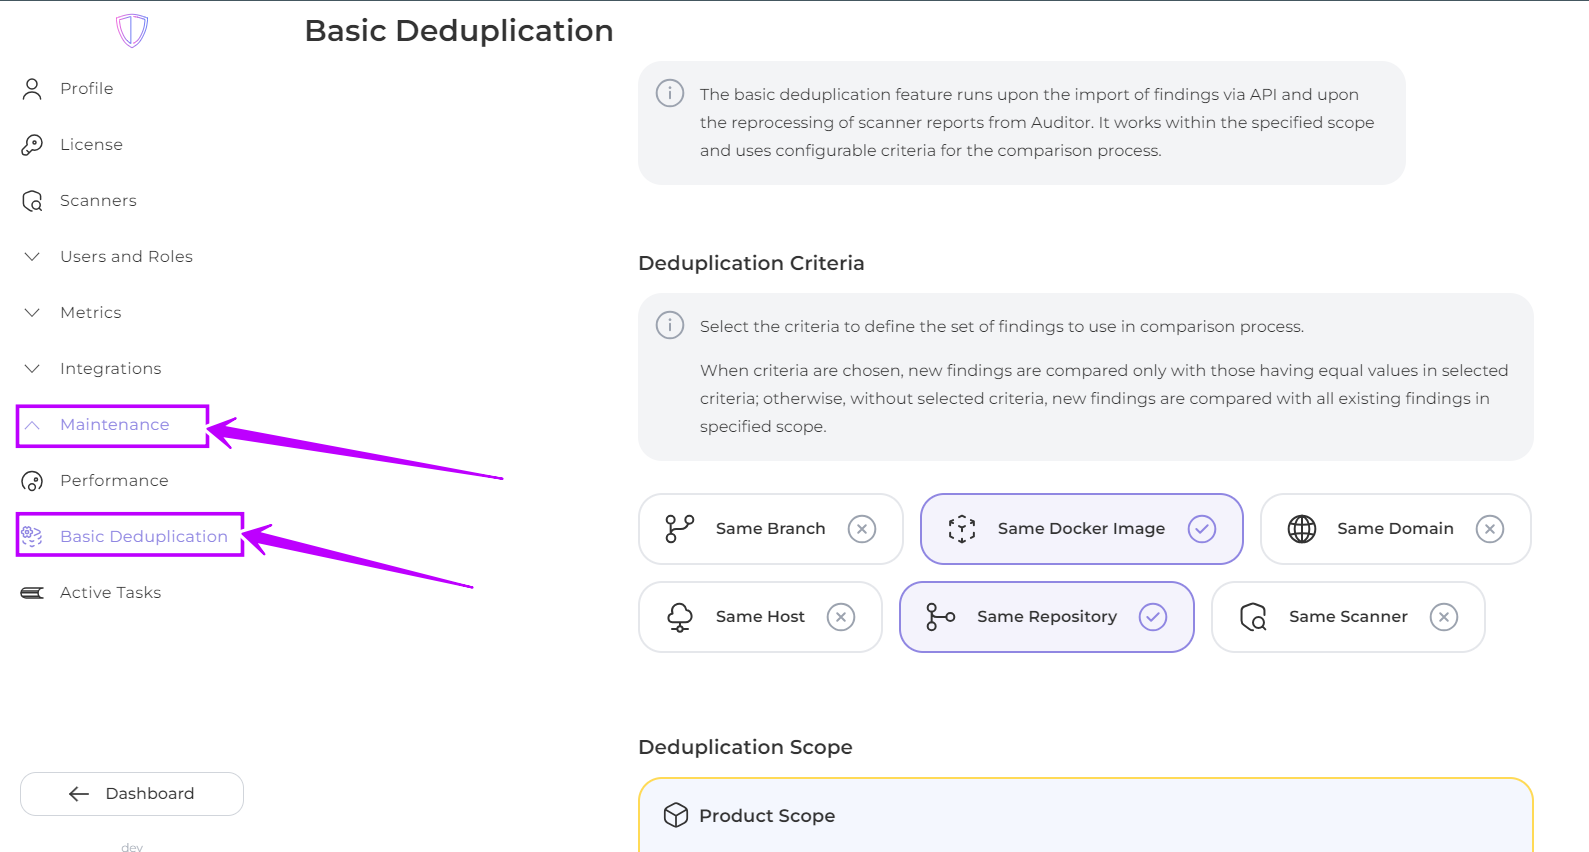 Basic Deduplication
Profile
License
Scanners
Users and Roles
Metrics
Integrations
Maintenance
Performance
Basic Deduplication
Active Tasks
Dashboard
dev
The basic deduplication feature runs upon the import of findings via API and upon
the reprocessing of scanner reports from Auditor. It works within the specified scope
and uses configurable criteria for the comparison process.
Deduplication Criteria
Select the criteria to define the set of findings to use in comparison process.
When criteria are chosen, new findings are compared only with those having equal values in selected
criteria; otherwise, without selected criteria, new findings are compared with all existing findings in
specified scope.
Same Branch
Same Docker Image
Same Domain
Same Host
Same Repository
Same Scanner
Deduplication Scope
Product Scope